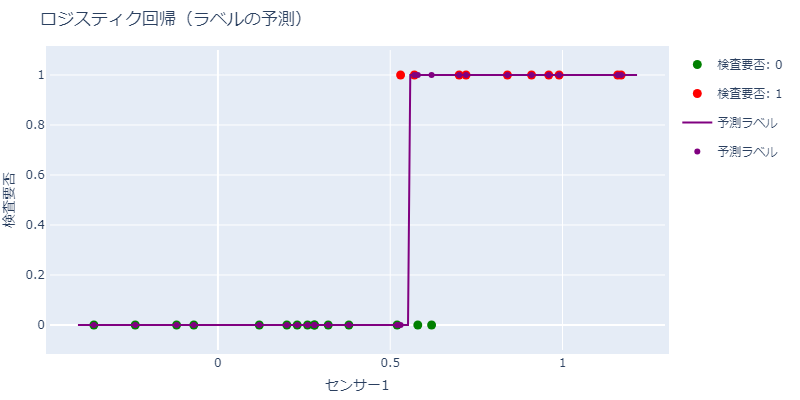 ロジスティク回帰（ラベルの予測）
1
0.8
0.6
0.4
0.2
0
検査要否
0
0.5
1
センサー1
検査要否: 0
検査要否: 1
予測ラベル
予測ラベル